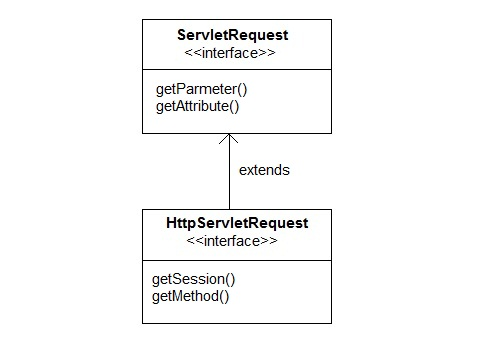 ServletRequest
<<interface>>
getParmeter()
getAttribute()
extends
HttpServletRequest
<<interface>>
getSession()
getMethod()